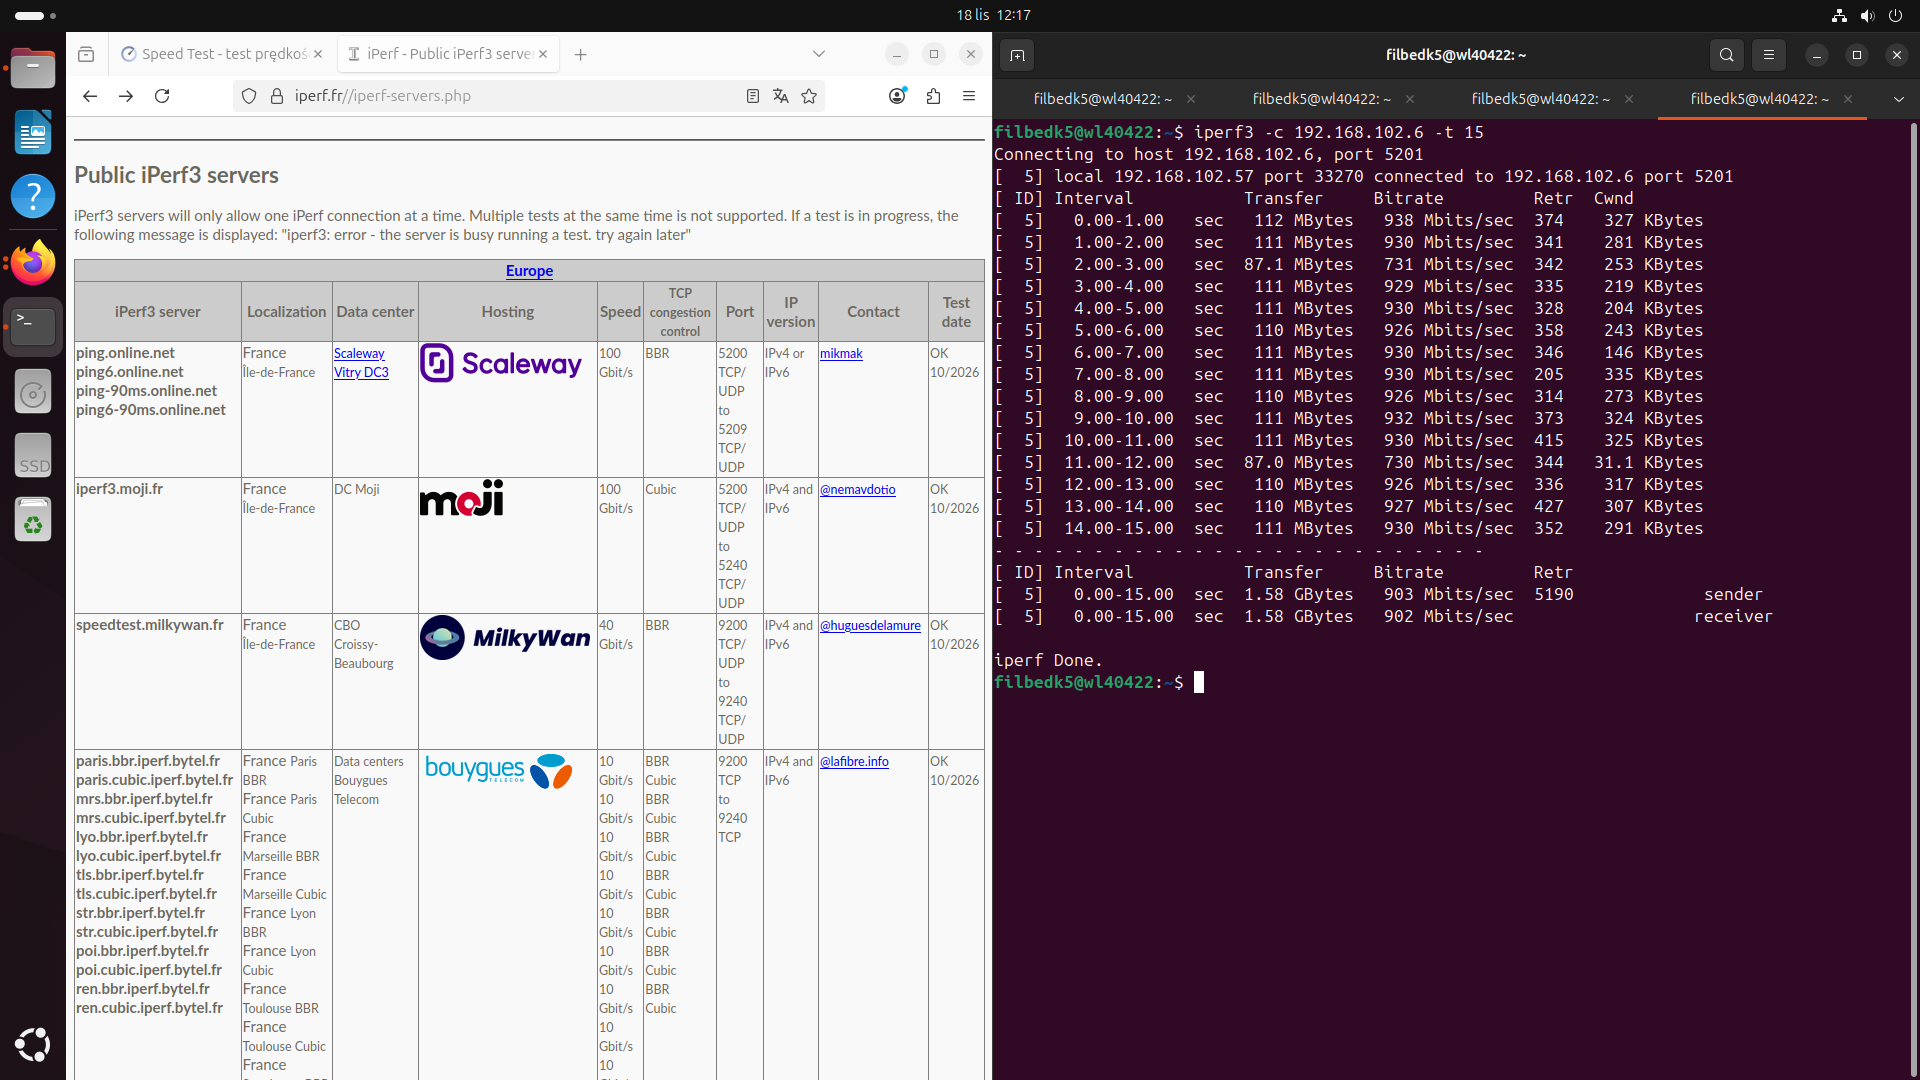 18 lis 12:17
Speed Test - test prędkoś
iPerf - Public iPerf3 serve
iperf.fr//iperf-servers.php
Public iPerf3 servers
iPerf3 servers will only allow one iPerf connection at a time. Multiple tests at the same time is not supported. If a test is in progress, the
following message is displayed: "iperf3: error - the server is busy running a test. try again later"
Europe
iPerf3 server Localization Data center Hosting Speed TCP congestion control Port IP version Contact Test date
ping.online.net
ping6.online.net
ping-90ms.online.net
ping6-90ms.online.net
France
Île-de-France
Scaleway
Vitry DC3
Scaleway
100
Gbit/s
BBR
5200
TCP/
UDP
to
5209
TCP/
UDP
IPv4 or
IPv6
mikmak
OK
10/2026
iperf3.moji.fr
France
Île-de-France
DC Moji
moji
100
Gbit/s
Cubic
5200
TCP/
UDP
to
5240
TCP/
UDP
IPv4 and
IPv6
@nemavdotio
OK
10/2026
speedtest.milkywan.fr
France
Île-de-France
CBO
Croissy-
Beaubourg
MilkyWan
40
Gbit/s
BBR
9200
TCP/
UDP
to
9240
TCP/
UDP
IPv4 and
IPv6
@huguesdelamure
OK
10/2026
paris.bbr.iperf.bytel.fr
paris.cubic.iperf.bytel.fr
mrs.bbr.iperf.bytel.fr
mrs.cubic.iperf.bytel.fr
lyo.bbr.iperf.bytel.fr
lyo.cubic.iperf.bytel.fr
tls.bbr.iperf.bytel.fr
tls.cubic.iperf.bytel.fr
str.bbr.iperf.bytel.fr
str.cubic.iperf.bytel.fr
poi.bbr.iperf.bytel.fr
poi.cubic.iperf.bytel.fr
ren.bbr.iperf.bytel.fr
ren.cubic.iperf.bytel.fr
France Paris
BBR
France Paris
Cubic
France
Marseille BBR
France
Marseille Cubic
France Lyon
BBR
France Lyon
Cubic
France
Toulouse BBR
France
Toulouse Cubic
France
Data centers
Bouygues
Telecom
bouygues
TELECOM
10
Gbit/s
10
Gbit/s
10
Gbit/s
10
Gbit/s
10
Gbit/s
10
Gbit/s
10
Gbit/s
10
Gbit/s
10
BBR
Cubic
BBR
Cubic
BBR
Cubic
BBR
Cubic
BBR
Cubic
BBR
Cubic
BBR
Cubic
9200
TCP
to
9240
TCP
IPv4 and
IPv6
@lafibre.info
OK
10/2026
SSD
filbedk5@wl40422: ~
filbedk5@wl40422: ~
filbedk5@wl40422: ~
filbedk5@wl40422: ~
filbedk5@wl40422: ~
filbedk5@wl40422:~$ iperf3 -c 192.168.102.6 -t 15
Connecting to host 192.168.102.6, port 5201
[  5] local 192.168.102.57 port 33270 connected to 192.168.102.6 port 5201
[ ID] Interval           Transfer     Bitrate         Retr  Cwnd
[  5]   0.00-1.00   sec   112 MBytes   938 Mbits/sec  374    327 KBytes
[  5]   1.00-2.00   sec   111 MBytes   930 Mbits/sec  341    281 KBytes
[  5]   2.00-3.00   sec  87.1 MBytes   731 Mbits/sec  342    253 KBytes
[  5]   3.00-4.00   sec   111 MBytes   929 Mbits/sec  335    219 KBytes
[  5]   4.00-5.00   sec   111 MBytes   930 Mbits/sec  328    204 KBytes
[  5]   5.00-6.00   sec   110 MBytes   926 Mbits/sec  358    243 KBytes
[  5]   6.00-7.00   sec   111 MBytes   930 Mbits/sec  346    146 KBytes
[  5]   7.00-8.00   sec   111 MBytes   930 Mbits/sec  205    335 KBytes
[  5]   8.00-9.00   sec   110 MBytes   926 Mbits/sec  314    273 KBytes
[  5]   9.00-10.00  sec   111 MBytes   932 Mbits/sec  373    324 KBytes
[  5]  10.00-11.00  sec   111 MBytes   930 Mbits/sec  415    325 KBytes
[  5]  11.00-12.00  sec  87.0 MBytes   730 Mbits/sec  344   31.1 KBytes
[  5]  12.00-13.00  sec   110 MBytes   926 Mbits/sec  336    317 KBytes
[  5]  13.00-14.00  sec   110 MBytes   927 Mbits/sec  427    307 KBytes
[  5]  14.00-15.00  sec   111 MBytes   930 Mbits/sec  352    291 KBytes
- - - - - - - - - - - - - - - - - - - - - - - - -
[ ID] Interval           Transfer     Bitrate         Retr
[  5]   0.00-15.00  sec  1.58 GBytes   903 Mbits/sec  5190             sender
[  5]   0.00-15.00  sec  1.58 GBytes   902 Mbits/sec                  receiver
iperf Done.
filbedk5@wl40422:~$